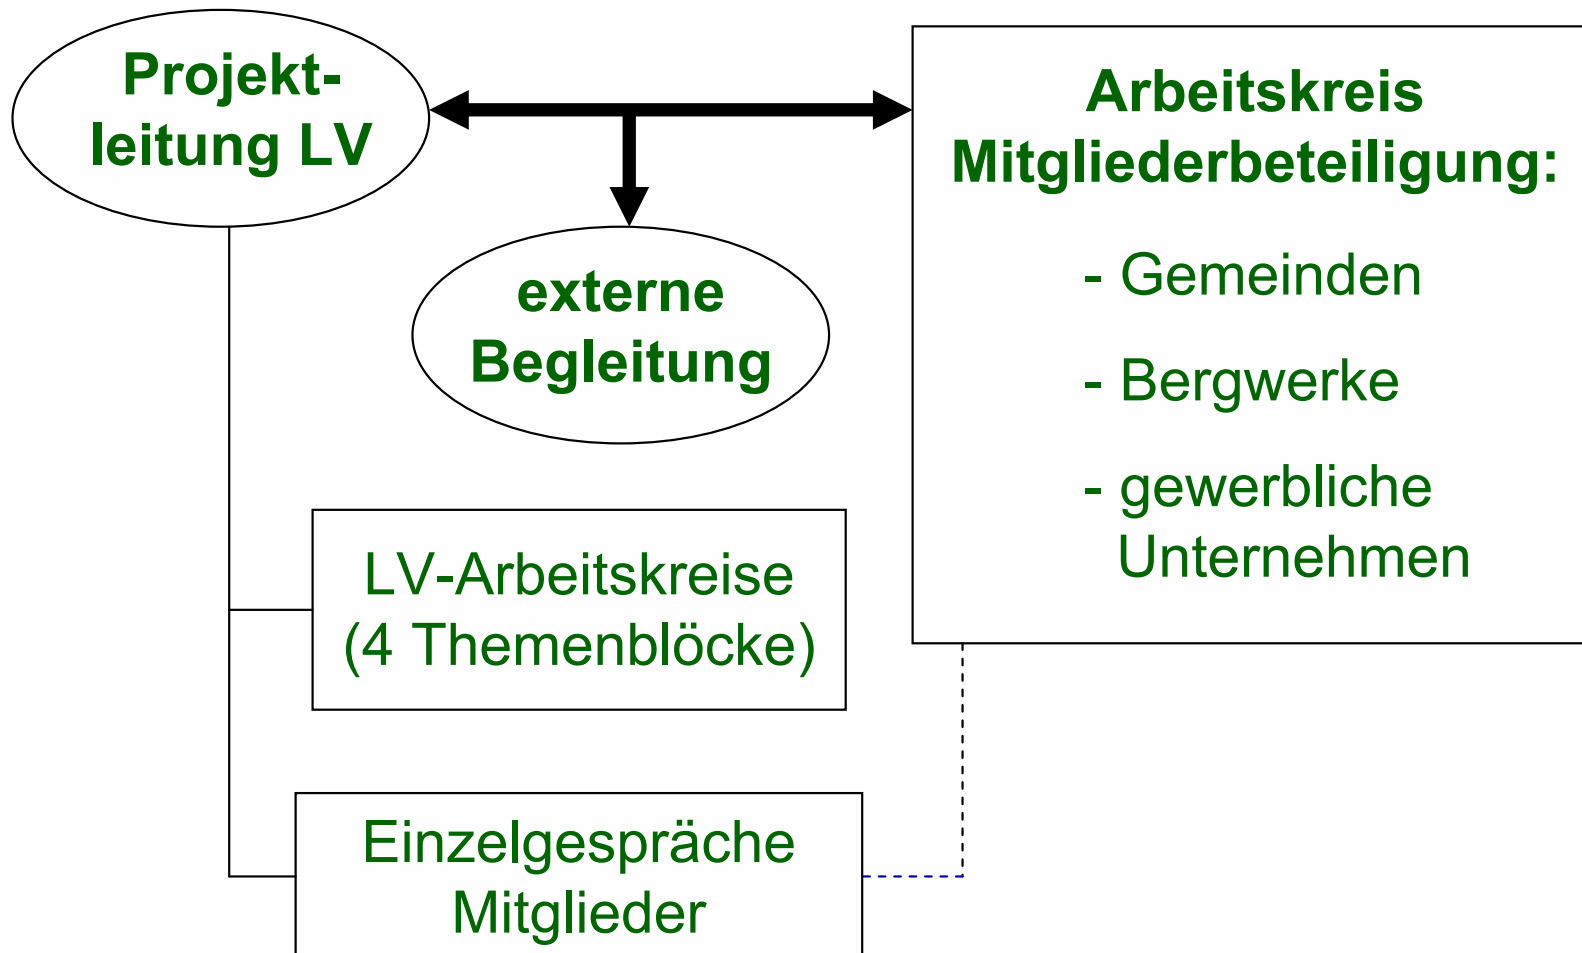 Projekt-
leitung LV
Arbeitskreis
Mitgliederbeteiligung:
- Gemeinden
- Bergwerke
- gewerbliche
Unternehmen
externe
Begleitung
LV-Arbeitskreise
(4 Themenblöcke)
Einzelgespräche
Mitglieder